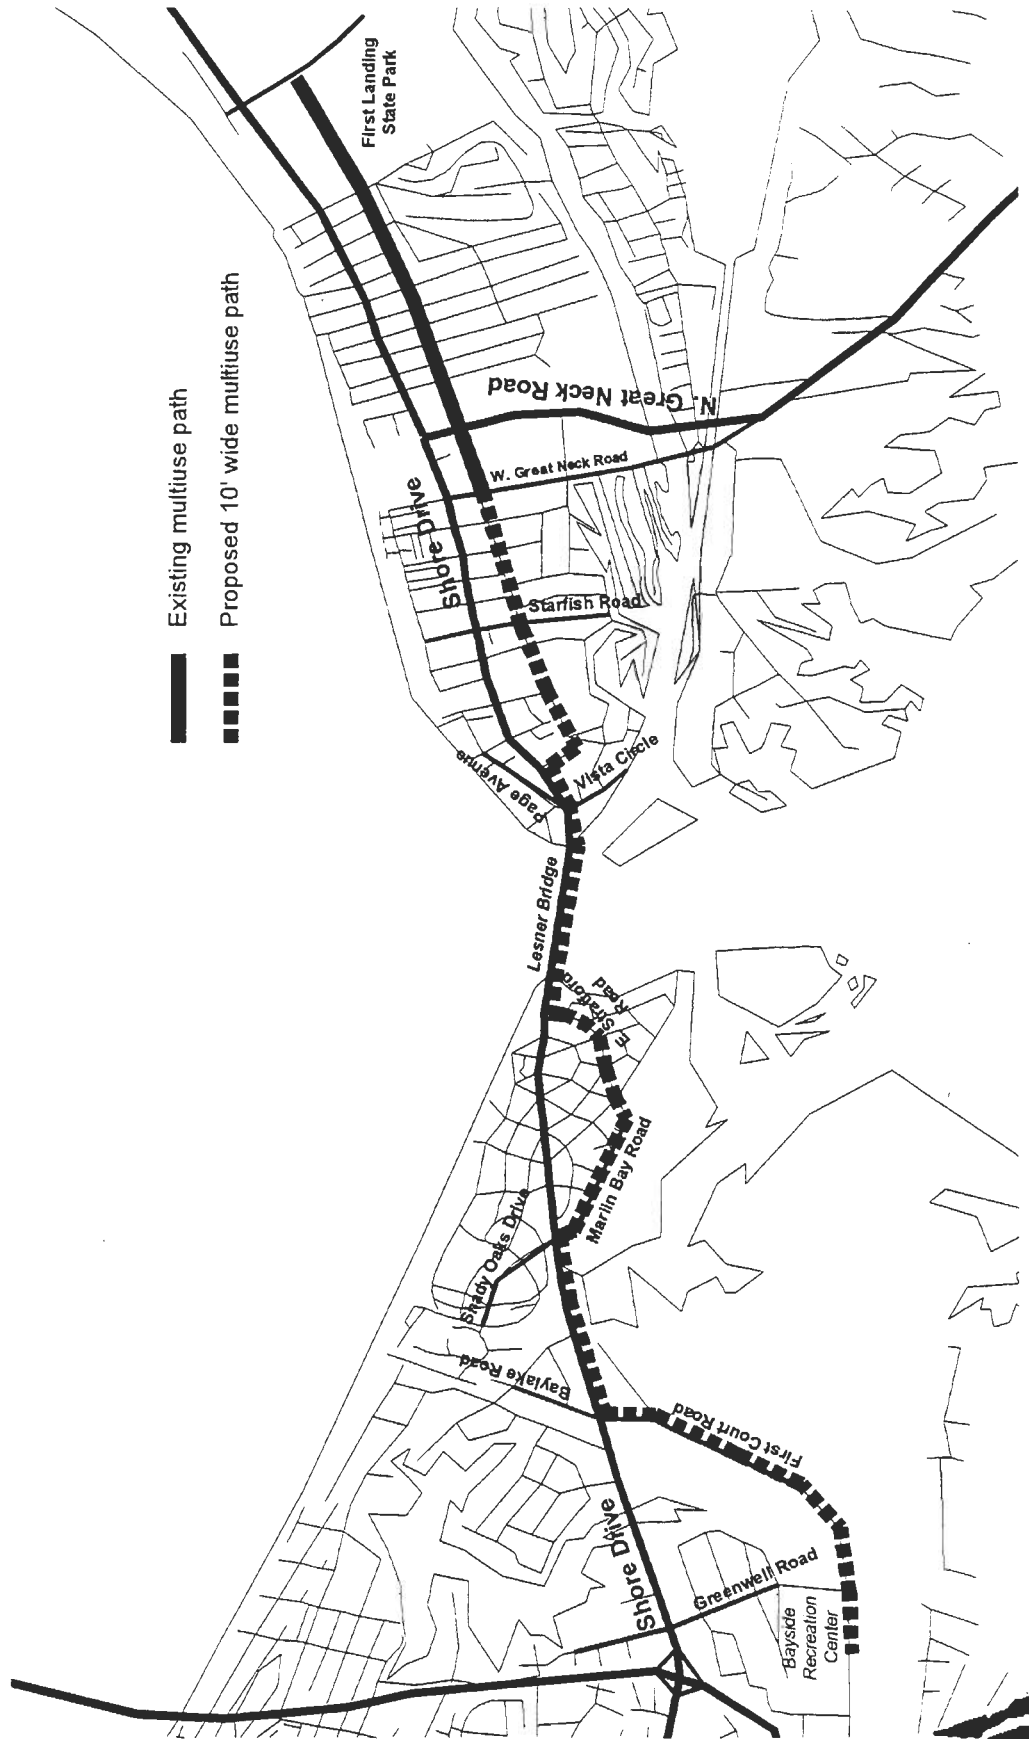 Existing multiuse path
Proposed 10' wide multiuse path
First Landing
State Park
N. Great Neck Road
W. Great Neck Road
Shore Drive
Starfish Road
Page Avenue
Vista Circle
Lesner Bridge
E Stratford
Road
Marlin Bay Road
Shady Oaks Drive
Baylake Road
First Court Road
Shore Drive
Greenwell Road
Bayside
Recreation
Center